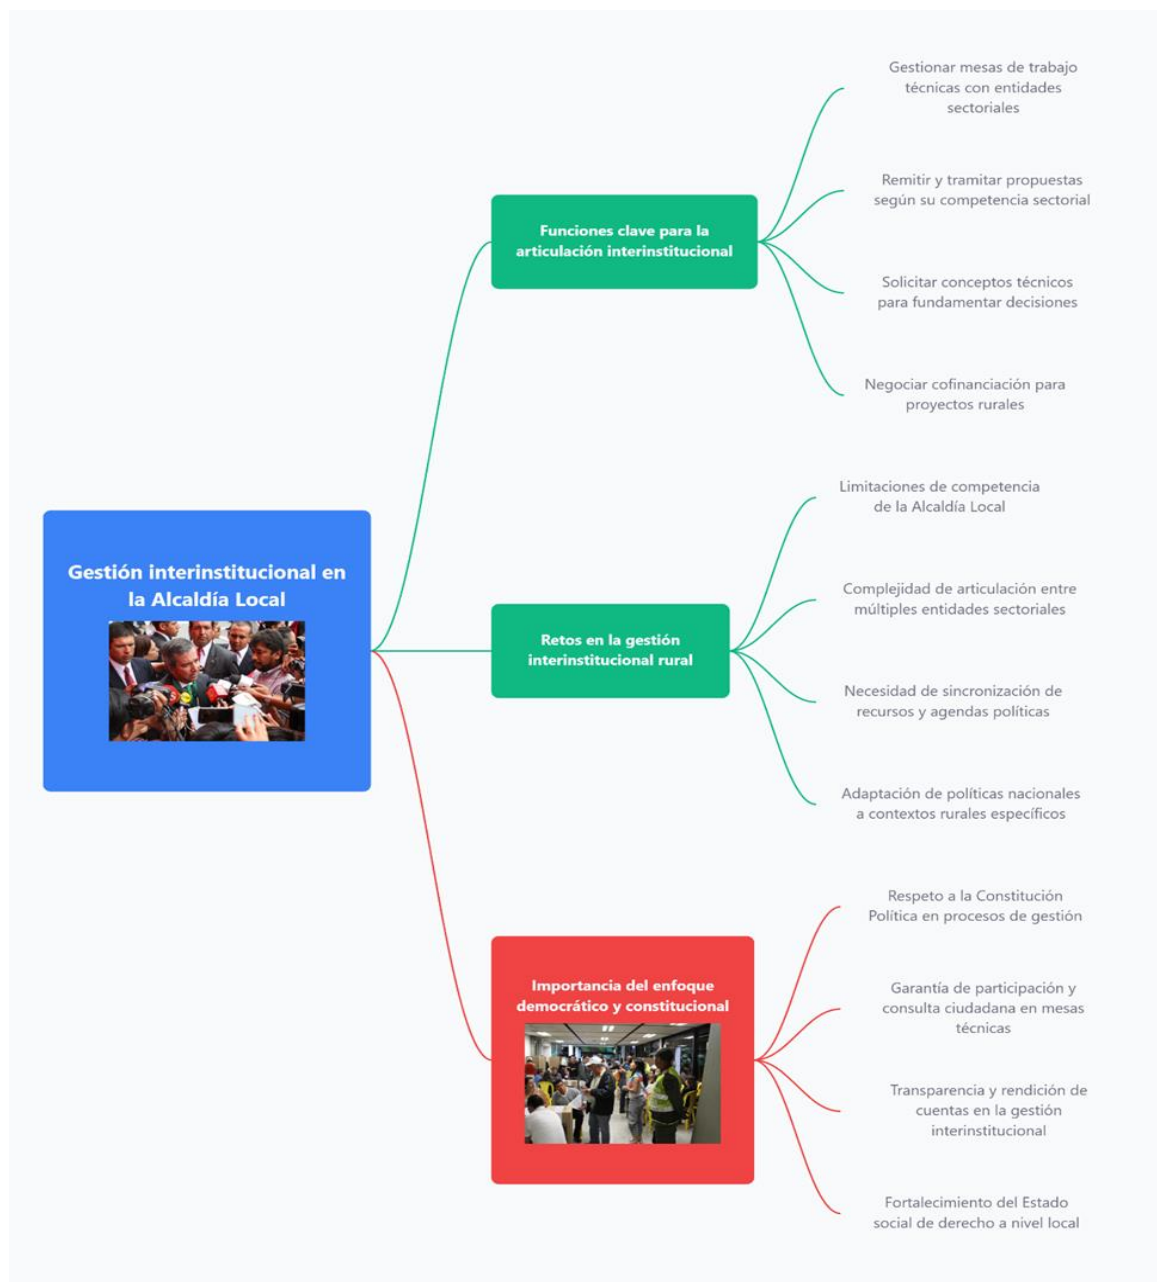 Gestión interinstitucional en
la Alcaldía Local
Funciones clave para la
articulación interinstitucional
Gestionar mesas de trabajo
técnicas con entidades
sectoriales
Remitir y tramitar propuestas
según su competencia sectorial
Solicitar conceptos técnicos
para fundamentar decisiones
Negociar cofinanciación para
proyectos rurales
Retos en la gestión
interinstitucional rural
Limitaciones de competencia
de la Alcaldía Local
Complejidad de articulación entre
múltiples entidades sectoriales
Necesidad de sincronización de
recursos y agendas políticas
Adaptación de políticas nacionales
a contextos rurales específicos
Importancia del enfoque
democrático y constitucional
Respeto a la Constitución
Política en procesos de gestión
Garantía de participación y
consulta ciudadana en mesas
técnicas
Transparencia y rendición de
cuentas en la gestión
interinstitucional
Fortalecimiento del Estado
social de derecho a nivel local